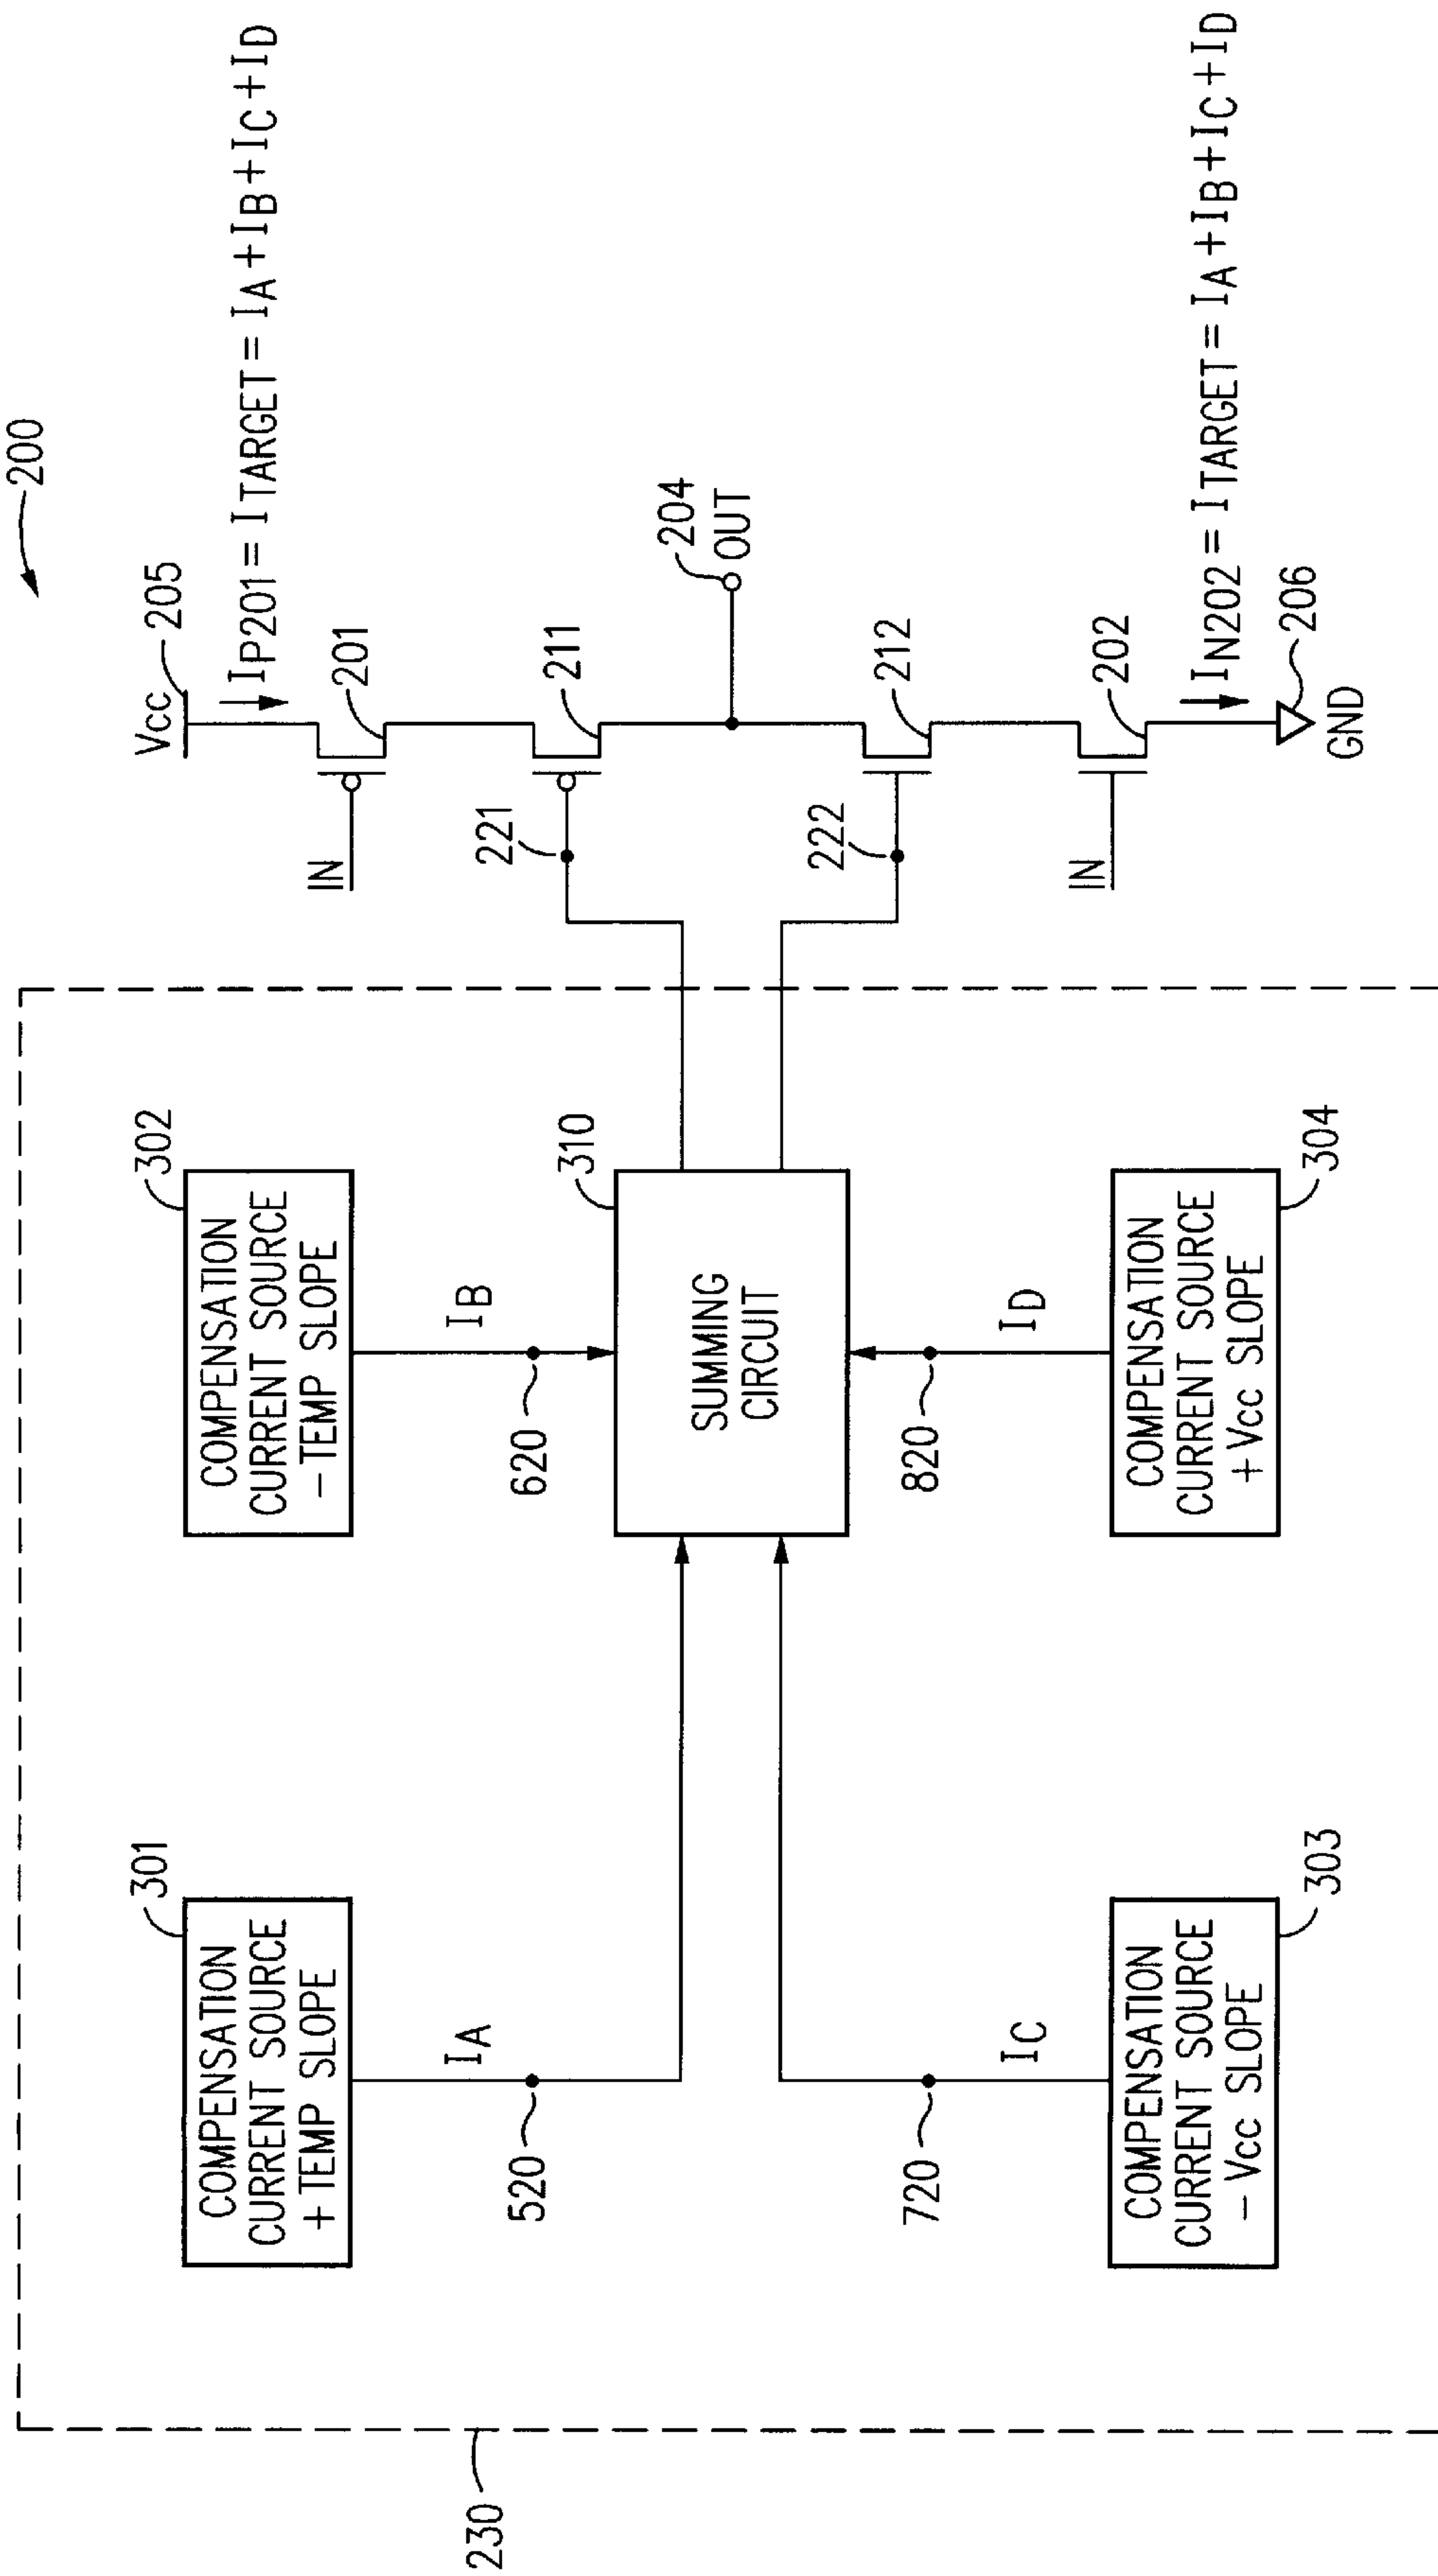 200
Vcc
205
IP201 = ITARGET = IA + IB + IC + ID
IN
201
221
211
204
OUT
222
212
IN
202
IN202 = ITARGET = IA + IB + IC + ID
206
GND
230
301
COMPENSATION
CURRENT SOURCE
+ TEMP SLOPE
302
COMPENSATION
CURRENT SOURCE
- TEMP SLOPE
IA
520
IB
620
310
SUMMING
CIRCUIT
720
IC
820
ID
303
COMPENSATION
CURRENT SOURCE
- Vcc SLOPE
304
COMPENSATION
CURRENT SOURCE
+ Vcc SLOPE